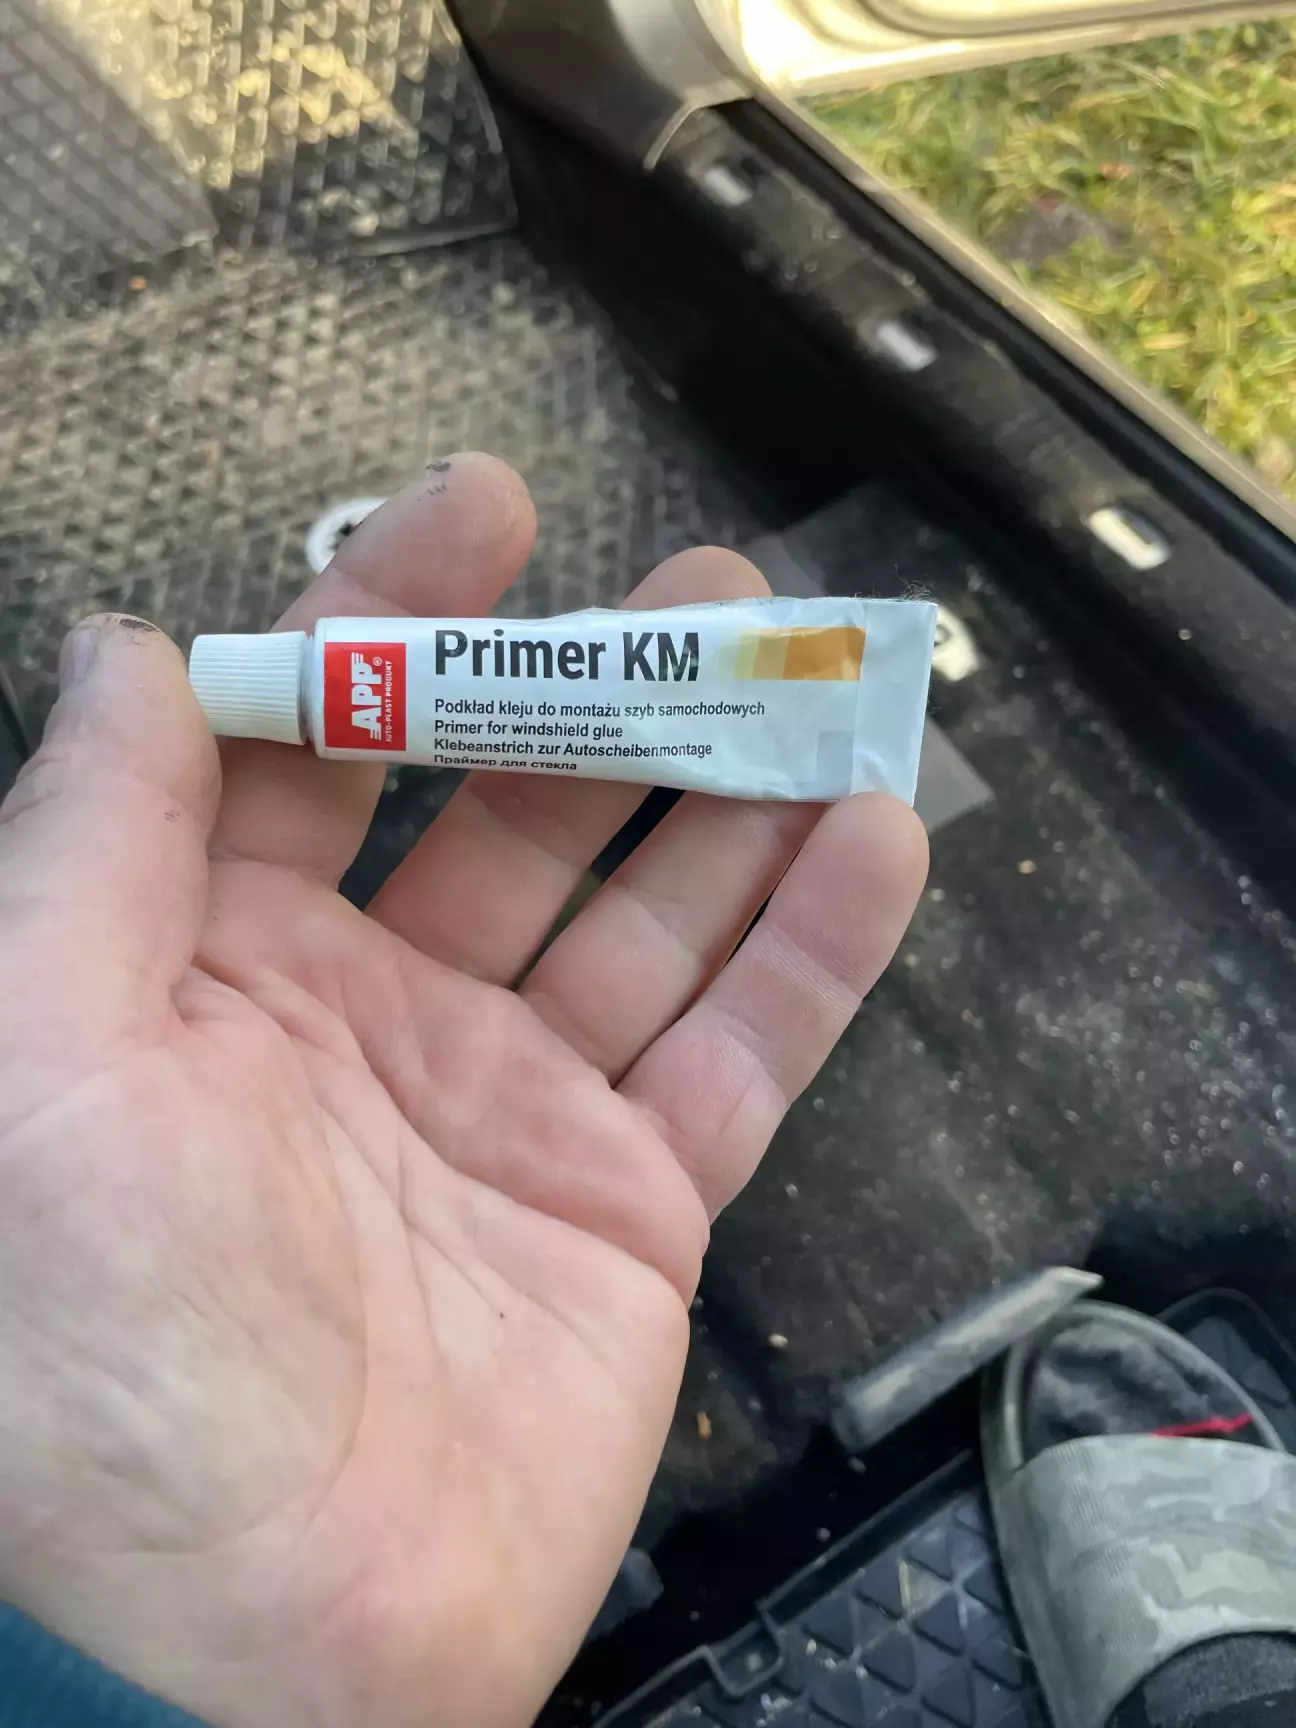 APP®
AUTO-PLAST PRODUKT
Primer KM
Podkład kleju do montażu szyb samochodowych
Primer for windshield glue
Klebeanstrich zur Autoscheibenmontage
Праймер для стекла